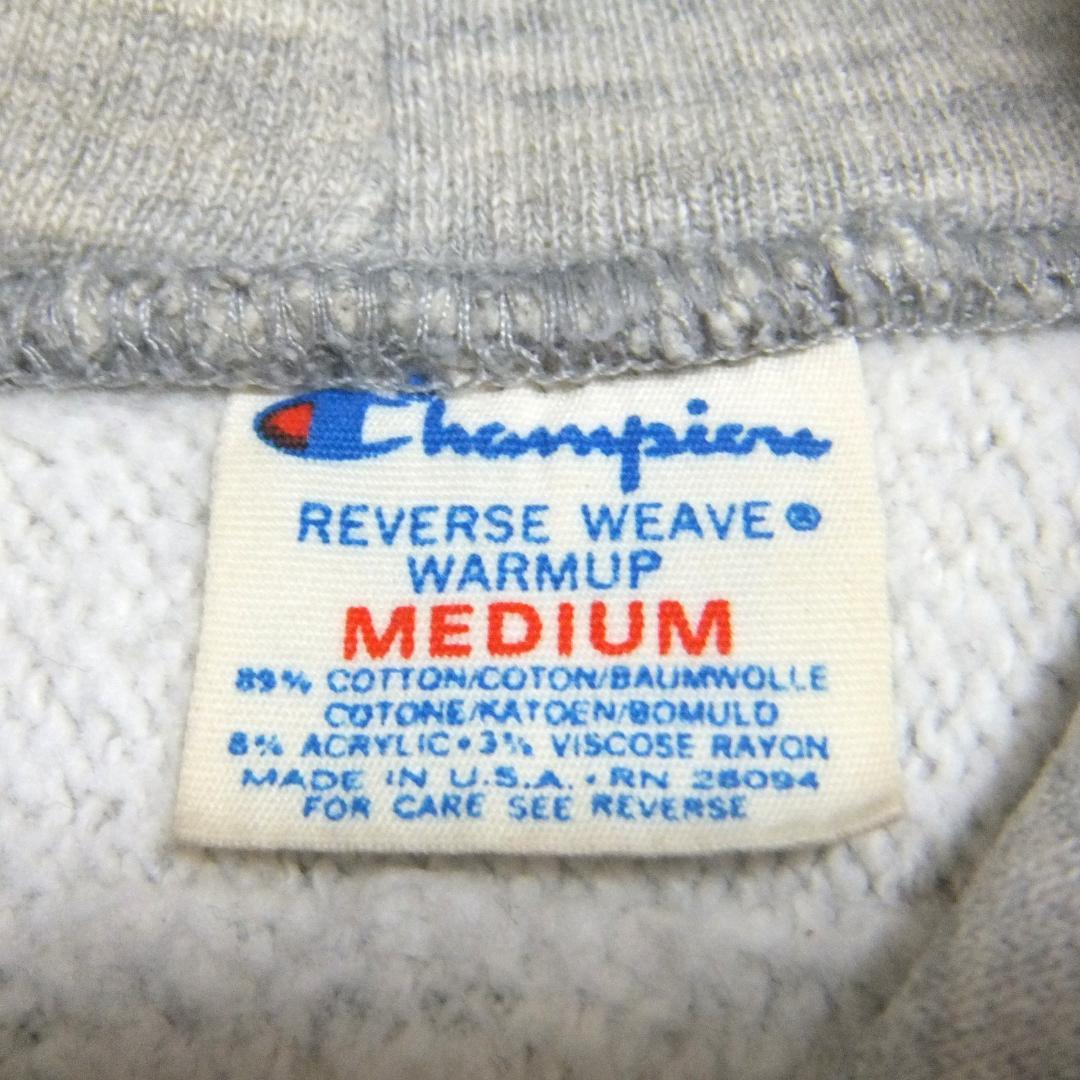 Champion
REVERSE WEAVE®
WARMUP
MEDIUM
89% COTTON/COTON/BAUMWOLLE
COTONE/KATOEN/BOMULD
8% ACRYLIC • 3% VISCOSE RAYON
MADE IN U.S.A. • RN 26094
FOR CARE SEE REVERSE